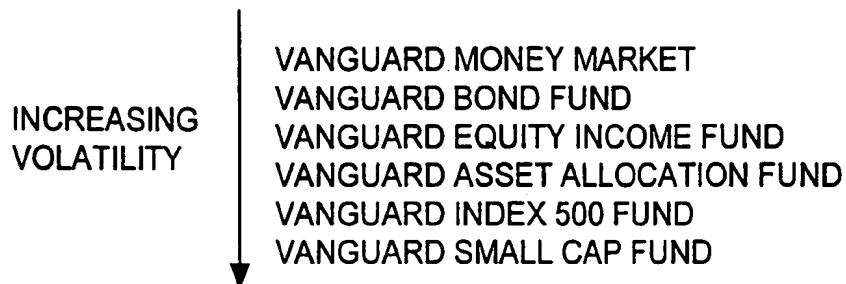 INCREASING
VOLATILITY
VANGUARD MONEY MARKET
VANGUARD BOND FUND
VANGUARD EQUITY INCOME FUND
VANGUARD ASSET ALLOCATION FUND
VANGUARD INDEX 500 FUND
VANGUARD SMALL CAP FUND